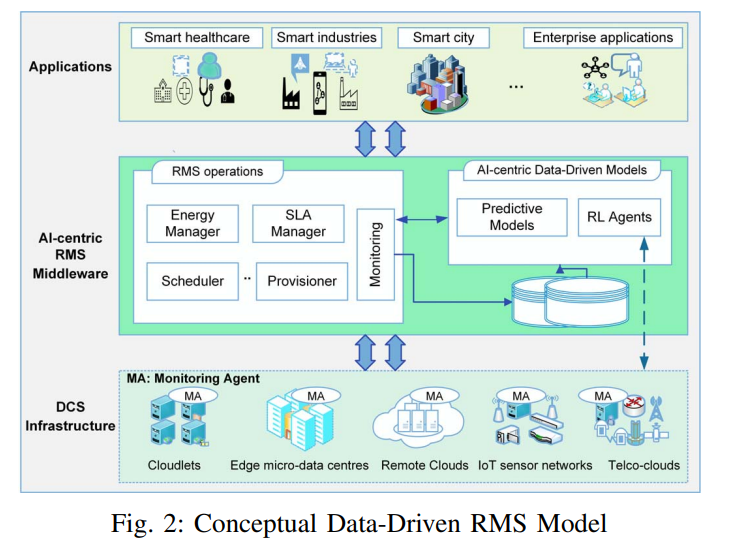 Smart healthcare
Smart industries
Smart city
Enterprise applications
Applications
...
RMS operations
AI-centric Data-Driven Models
Energy
Manager
SLA
Manager
Monitoring
Predictive
Models
RL Agents
AI-centric
RMS
Middleware
Scheduler
..
Provisioner
MA: Monitoring Agent
MA
MA
MA
MA
MA
DCS
Infrastructure
Cloudlets
Edge micro-data centres
Remote Clouds
IoT sensor networks
Telco-clouds
Fig. 2: Conceptual Data-Driven RMS Model